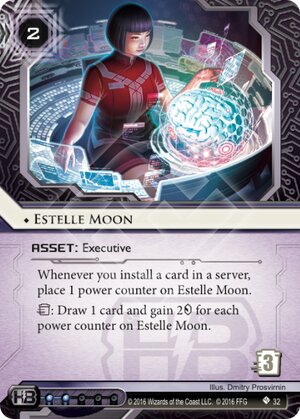 2
♦ ESTELLE MOON
ASSET: Executive
Whenever you install a card in a server,
place 1 power counter on Estelle Moon.
: Draw 1 card and gain 2 for each
power counter on Estelle Moon.
3
Illus. Dmitry Prosvirnin
HB
© 2016 Wizards of the Coast LLC. © 2016 FFG 32